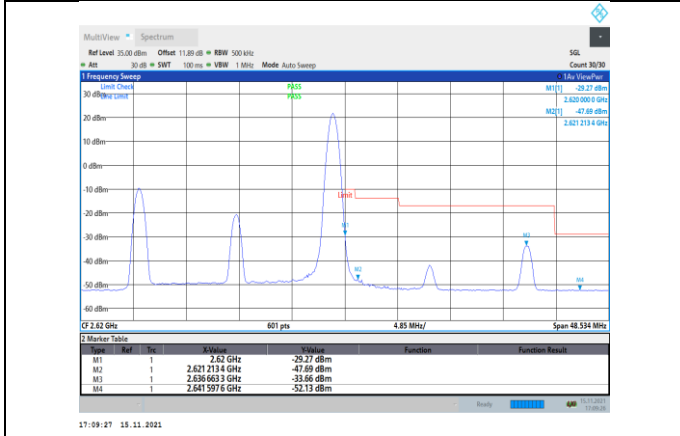 MultiView Spectrum
Ref Level 35.00 dBm Offset 11.89 dB RBW 500 kHz SGL
Att 30 dB SWT 100 ms VBW 1 MHz Mode Auto Sweep Count 30/30
1 Frequency Sweep 1Av ViewPwr
Limit Check PASS M1[1] -29.27 dBm
30 dBm Line Limit PASS 2.620 000 0 GHz
M2[1] -47.69 dBm
20 dBm 2.621 213 4 GHz
10 dBm
0 dBm
-10 dBm
Limit
-20 dBm
M1
-30 dBm M3
-40 dBm
M2 M4
-50 dBm
-60 dBm
CF 2.62 GHz 601 pts 4.85 MHz/ Span 48.534 MHz
2 Marker Table
Type Ref Trc X-Value Y-Value Function Function Result
M1 1 2.62 GHz -29.27 dBm
M2 1 2.621 213 4 GHz -47.69 dBm
M3 1 2.636 663 3 GHz -33.66 dBm
M4 1 2.641 597 6 GHz -52.13 dBm
Ready 15.11.2021
17:09:26
17:09:27 15.11.2021